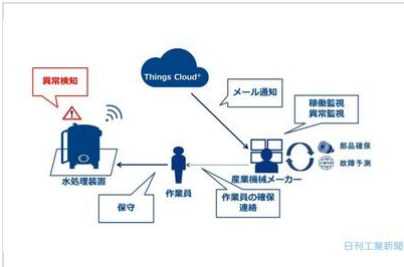 Things Cloud®
異常検知
メール通知
稼働監視
異常監視
部品確保
故障予測
水処理装置
作業員
産業機械メーカー
保守
作業員の確保
連絡
日刊工業新聞